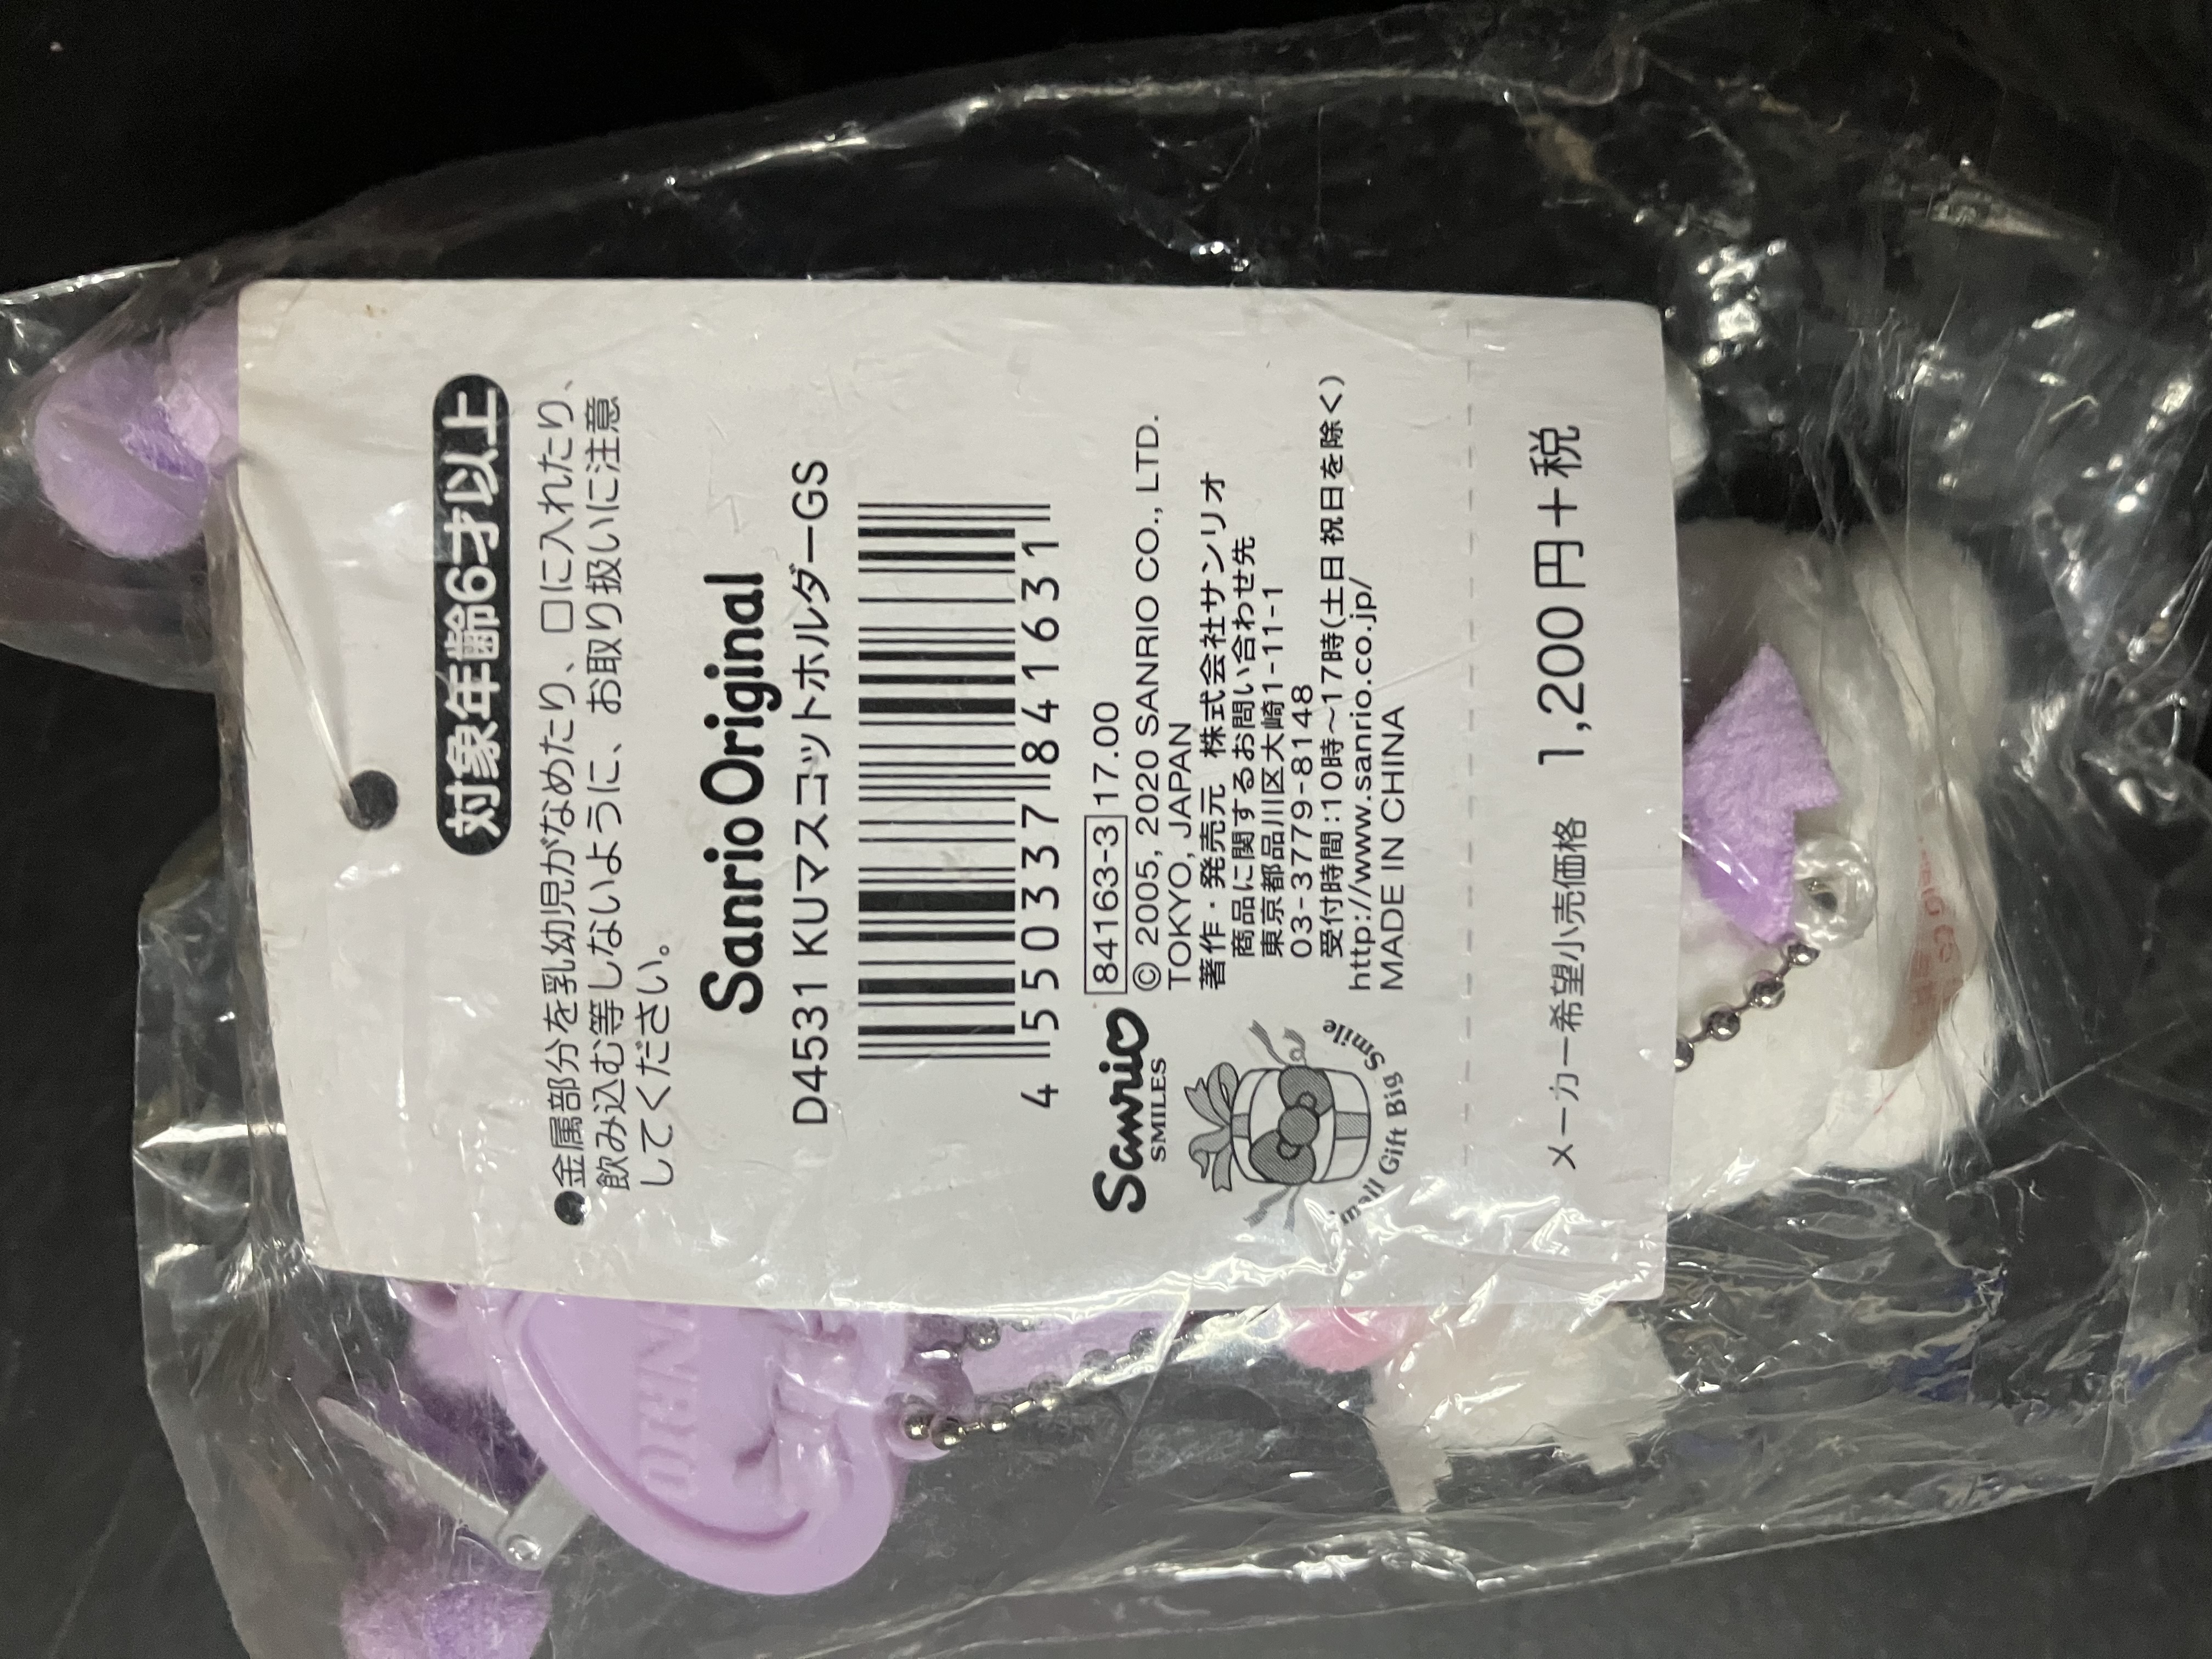 対象年齢6才以上
●金属部分を乳幼児がなめたり、口に入れたり、
飲み込む等しないように、お取り扱いに注意
してください。
Sanrio Original
D4531 KUマスコットホルダーGS
4 550337 841631
84163-3 17.00
© 2005, 2020 SANRIO CO., LTD.
TOKYO, JAPAN
著作・発売元 株式会社サンリオ
商品に関するお問い合わせ先
東京都品川区大崎1-11-1
03-3779-8148
受付時間:10時~17時(土日祝日を除く)
http://www.sanrio.co.jp/
MADE IN CHINA
Sanrio
SMILES
Small Gift Big Smile
メーカー希望小売価格 1,200円+税